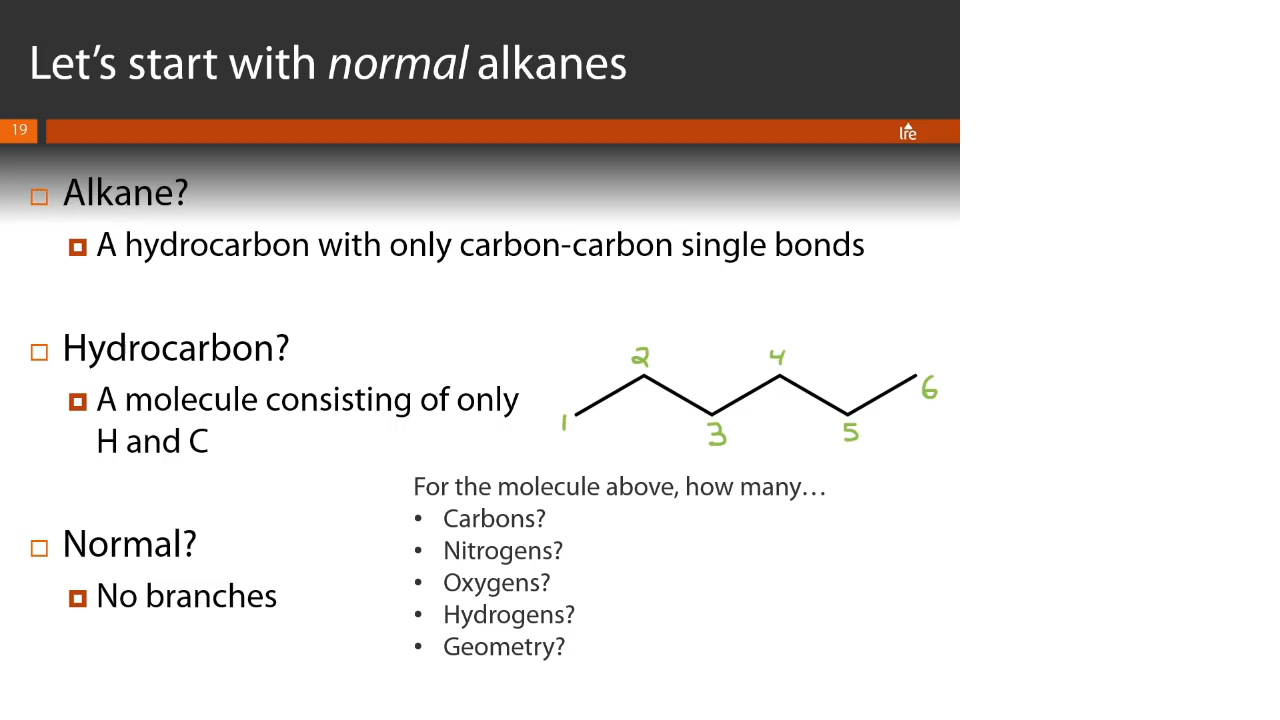 Let's start with normal alkanes
19
lre
Alkane?
A hydrocarbon with only carbon-carbon single bonds
Hydrocarbon?
A molecule consisting of only
H and C
Normal?
No branches
1
2
3
4
5
6
For the molecule above, how many…
• Carbons?
• Nitrogens?
• Oxygens?
• Hydrogens?
• Geometry?